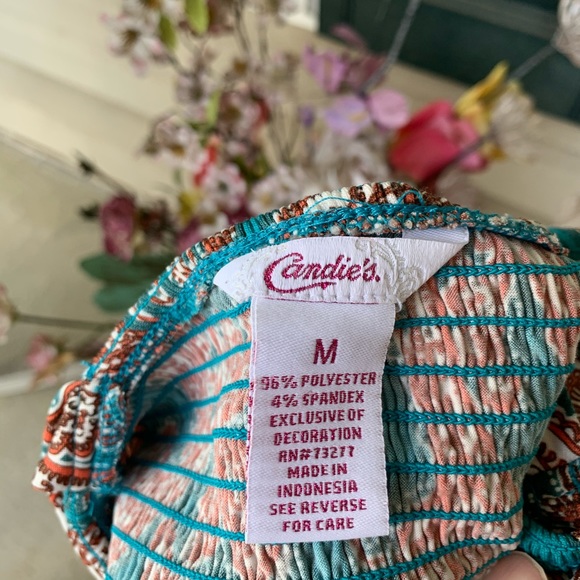 Candie's.
M
96% POLYESTER
4% SPANDEX
EXCLUSIVE OF
DECORATION
RN#73277
MADE IN
INDONESIA
SEE REVERSE
FOR CARE